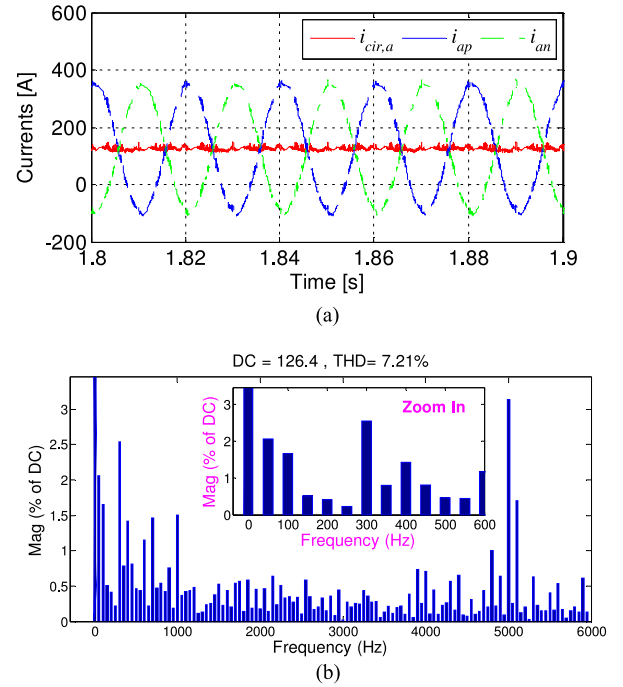 600
400
200
0
-200
Currents [A]
i_cir,a i_ap i_an
1.8 1.82 1.84 1.86 1.88 1.9
Time [s]
(a)
DC = 126.4 , THD= 7.21%
3
2.5
2
1.5
1
0.5
0
Mag (% of DC)
Zoom In
3
2
1
0
Mag (% of DC)
0 100 200 300 400 500 600
Frequency (Hz)
0 1000 2000 3000 4000 5000 6000
Frequency (Hz)
(b)